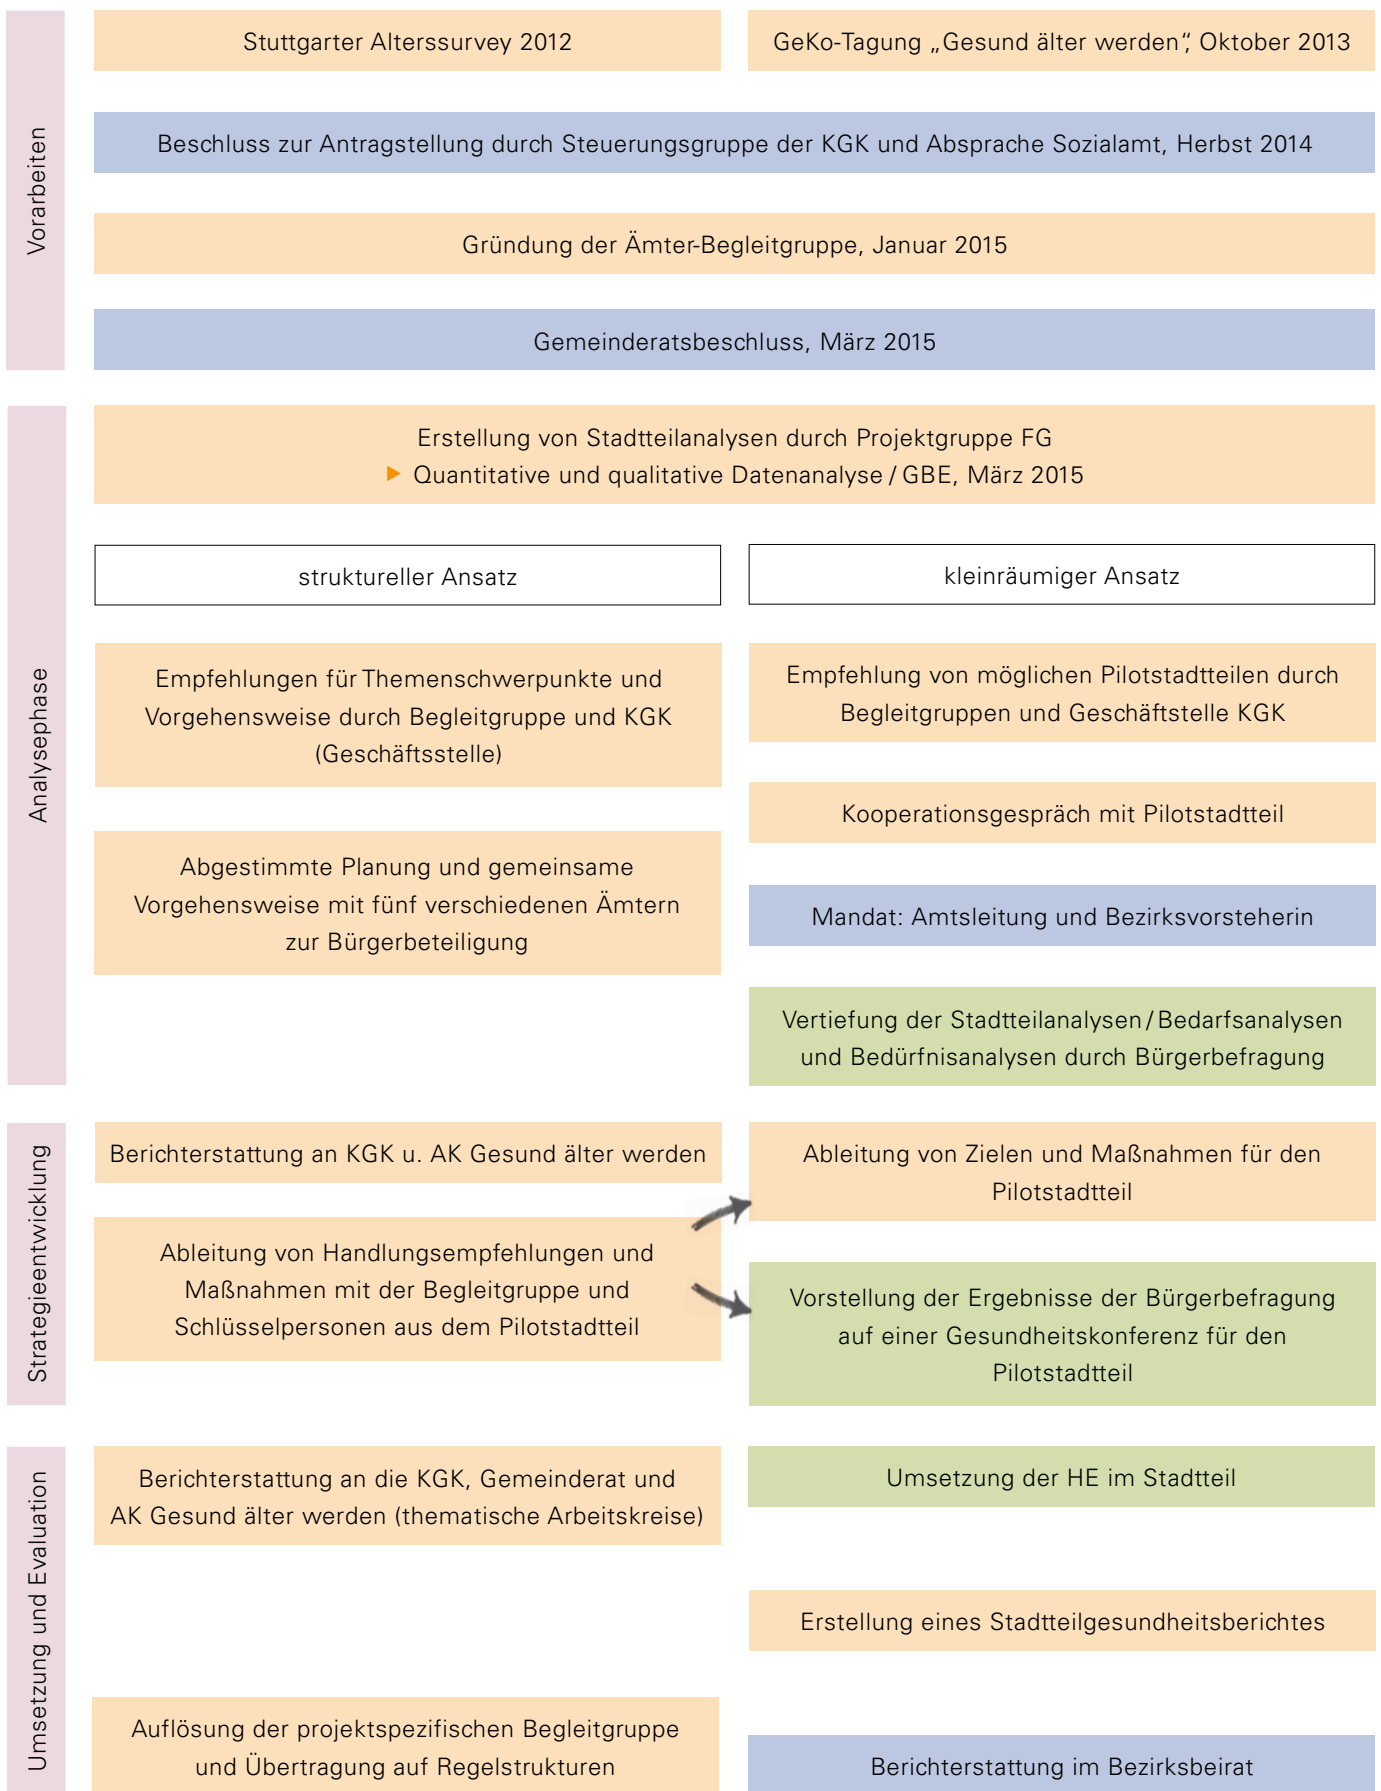 Vorarbeiten
Stuttgarter Alterssurvey 2012
GeKo-Tagung „Gesund älter werden“, Oktober 2013
Beschluss zur Antragstellung durch Steuerungsgruppe der KGK und Absprache Sozialamt, Herbst 2014
Gründung der Ämter-Begleitgruppe, Januar 2015
Gemeinderatsbeschluss, März 2015
Analysephase
Erstellung von Stadtteilanalysen durch Projektgruppe FG
▶ Quantitative und qualitative Datenanalyse / GBE, März 2015
struktureller Ansatz
Empfehlungen für Themenschwerpunkte und
Vorgehensweise durch Begleitgruppe und KGK
(Geschäftsstelle)
Abgestimmte Planung und gemeinsame
Vorgehensweise mit fünf verschiedenen Ämtern
zur Bürgerbeteiligung
kleinräumiger Ansatz
Empfehlung von möglichen Pilotstadtteilen durch
Begleitgruppen und Geschäftstelle KGK
Kooperationsgespräch mit Pilotstadtteil
Mandat: Amtsleitung und Bezirksvorsteherin
Vertiefung der Stadtteilanalysen / Bedarfsanalysen
und Bedürfnisanalysen durch Bürgerbefragung
Strategieentwicklung
Berichterstattung an KGK u. AK Gesund älter werden
Ableitung von Handlungsempfehlungen und
Maßnahmen mit der Begleitgruppe und
Schlüsselpersonen aus dem Pilotstadtteil
Ableitung von Zielen und Maßnahmen für den
Pilotstadtteil
Vorstellung der Ergebnisse der Bürgerbefragung
auf einer Gesundheitskonferenz für den
Pilotstadtteil
Umsetzung und Evaluation
Berichterstattung an die KGK, Gemeinderat und
AK Gesund älter werden (thematische Arbeitskreise)
Auflösung der projektspezifischen Begleitgruppe
und Übertragung auf Regelstrukturen
Umsetzung der HE im Stadtteil
Erstellung eines Stadtteilgesundheitsberichtes
Berichterstattung im Bezirksbeirat